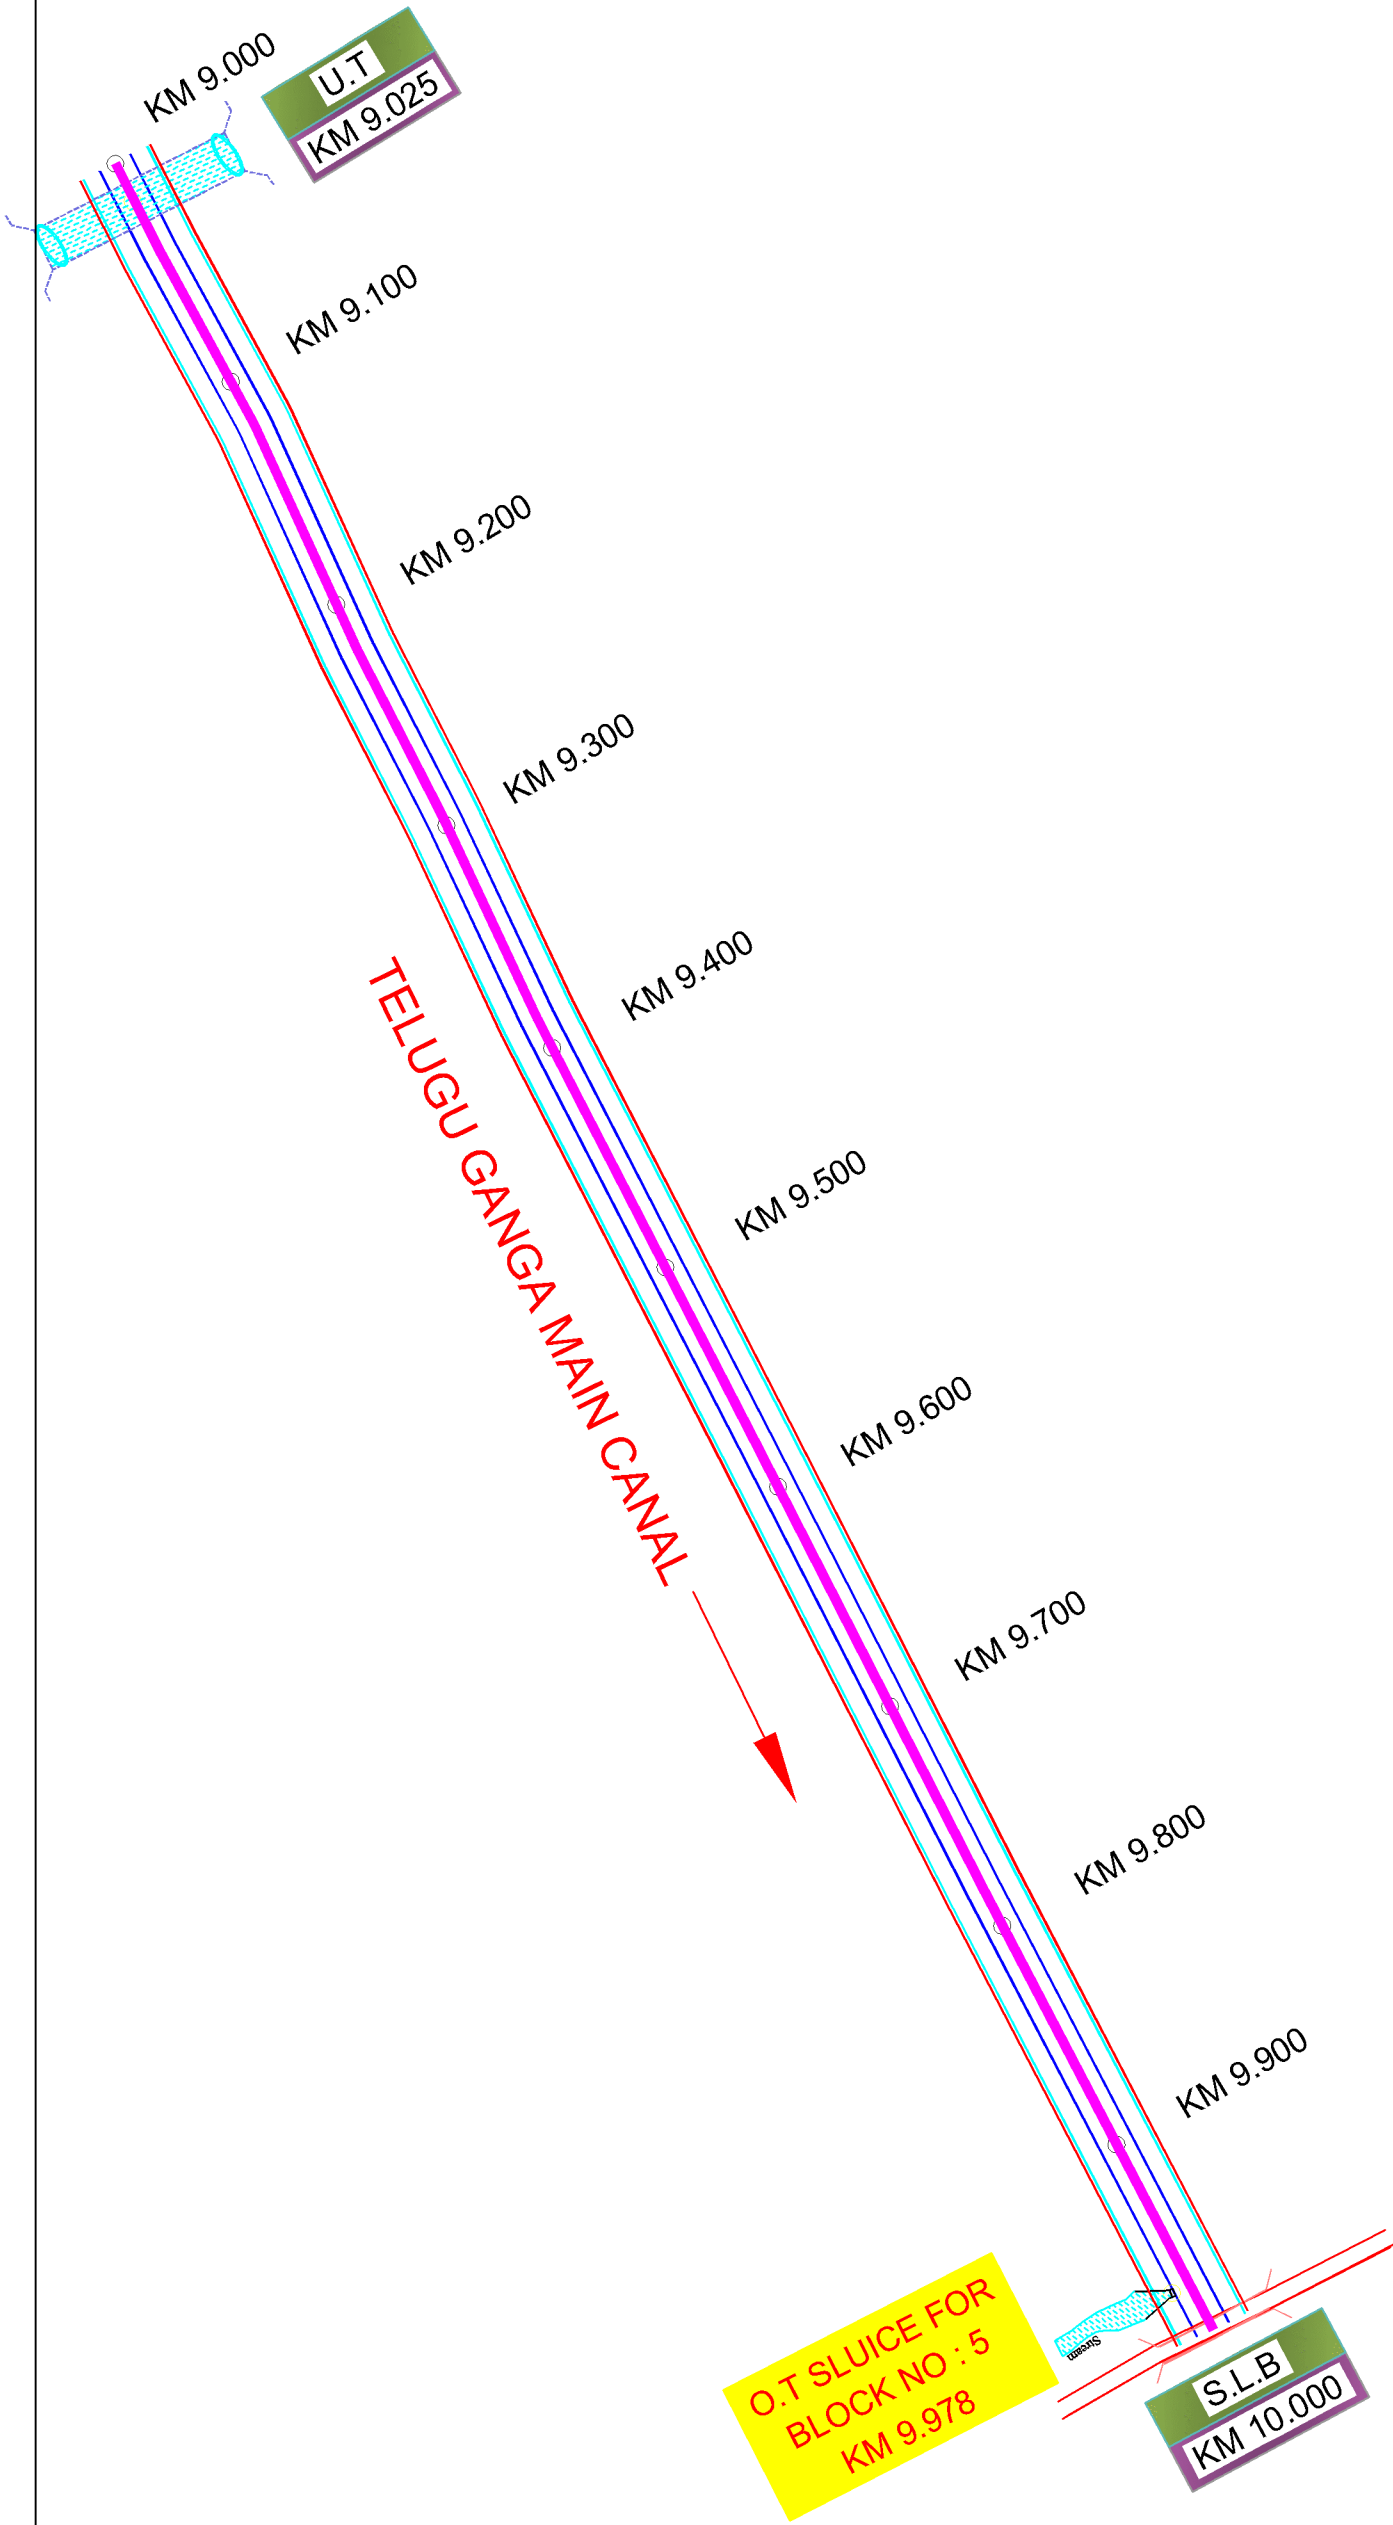 KM 9.000
U.T
KM 9.025
KM 9.100
KM 9.200
KM 9.300
KM 9.400
TELUGU GANGA MAIN CANAL
KM 9.500
KM 9.600
KM 9.700
KM 9.800
KM 9.900
O.T SLUICE FOR
BLOCK NO : 5
KM 9.978
Stream
S.L.B
KM 10.000